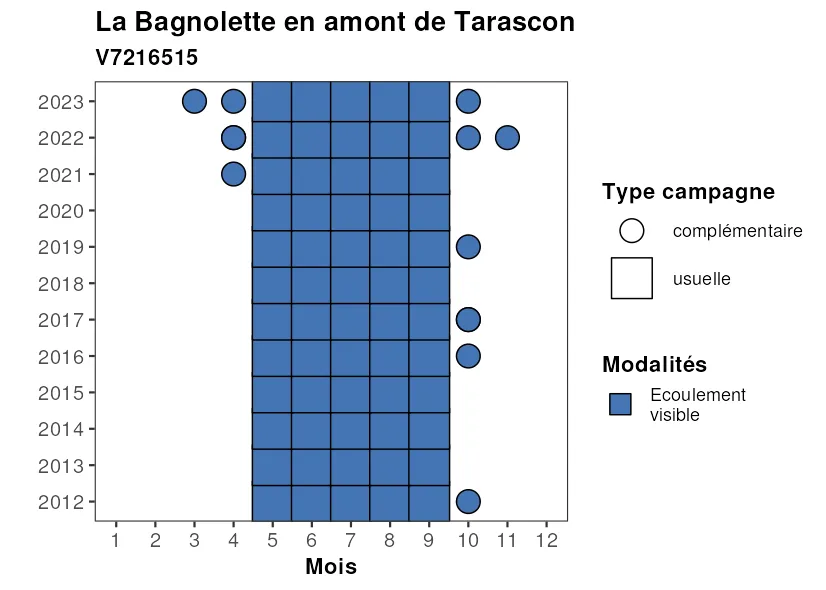 La Bagnolette en amont de Tarascon
V7216515
2023
2022
2021
2020
2019
2018
2017
2016
2015
2014
2013
2012
1 2 3 4 5 6 7 8 9 10 11 12
Mois
Type campagne
complémentaire
usuelle
Modalités
Ecoulement
visible